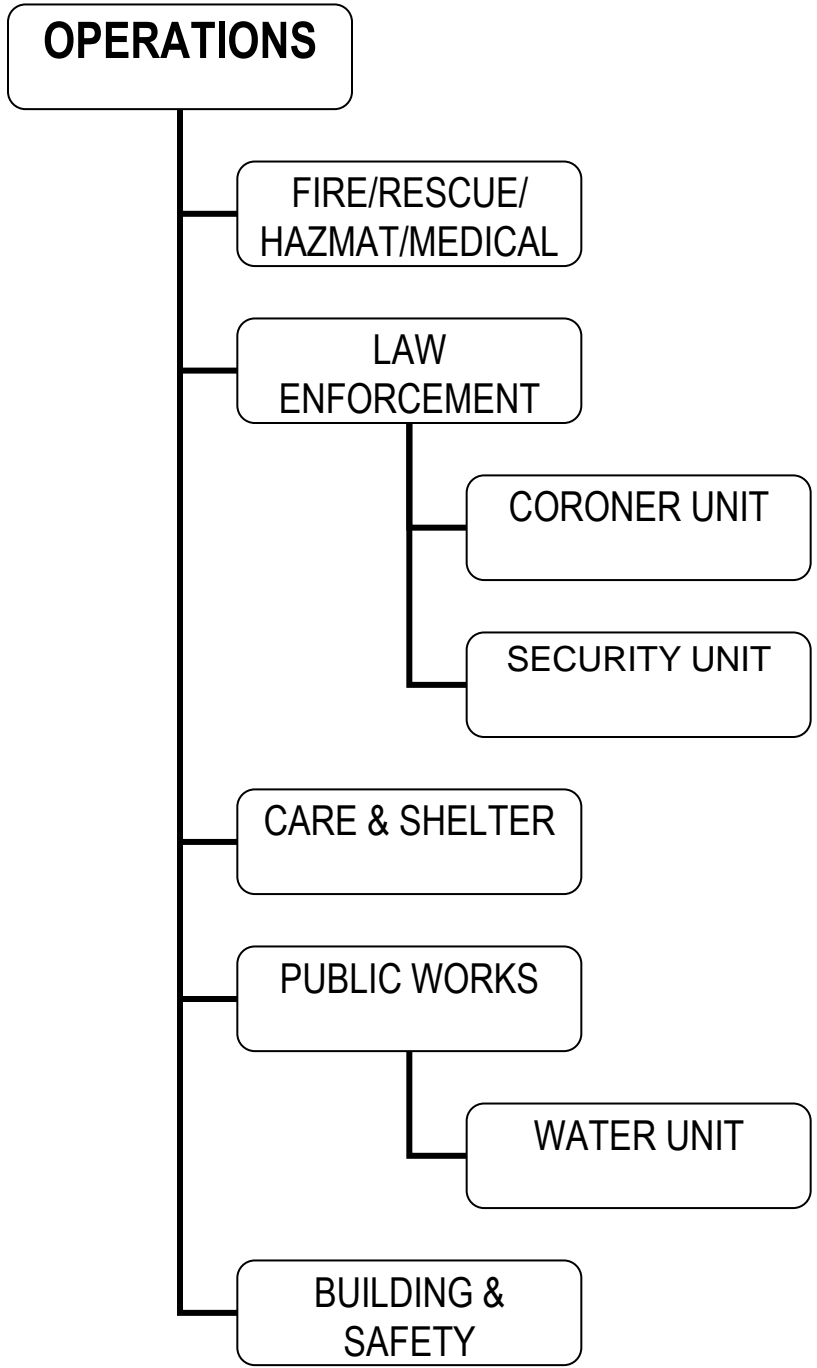 OPERATIONS
FIRE/RESCUE/
HAZMAT/MEDICAL
LAW
ENFORCEMENT
CORONER UNIT
SECURITY UNIT
CARE & SHELTER
PUBLIC WORKS
WATER UNIT
BUILDING &
SAFETY